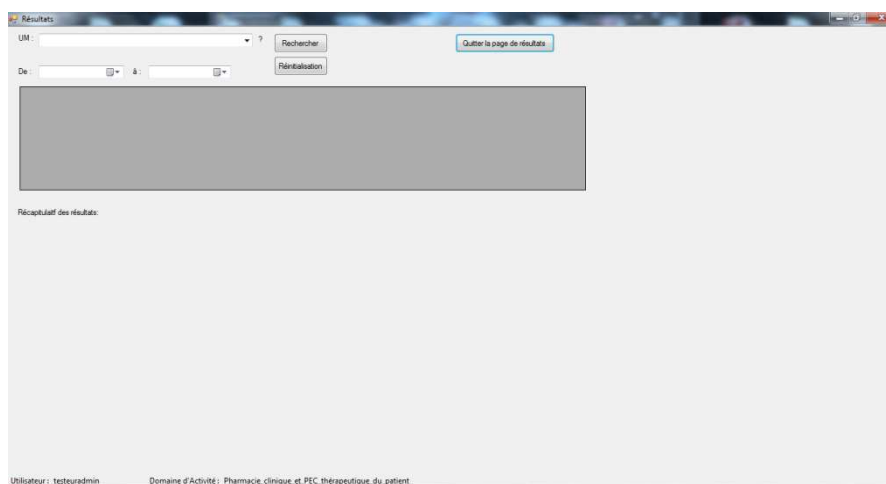 Résultats
UM : ? Rechercher Quitter la page de résultats
De : à : Réinitialisation
Récapitulatif des résultats:
Utilisateur : testeuradmin Domaine d'Activité : Pharmacie clinique et PEC thérapeutique du patient